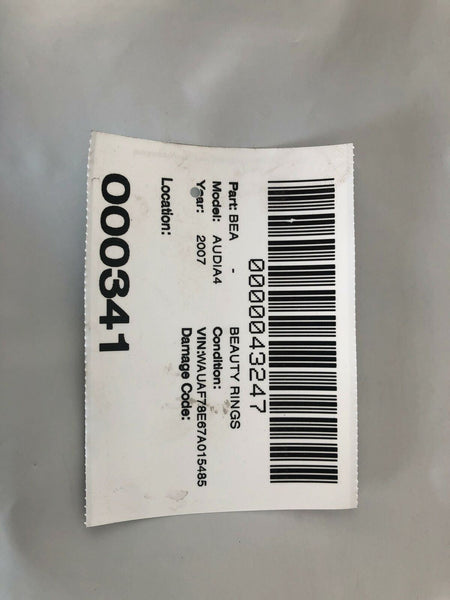 0000043247
Part: BEA - BEAUTY RINGS
Model: AUDIA4 Condition:
Year: 2007 VIN:WAUAF78E67A015485
Damage Code:
Location:
000341